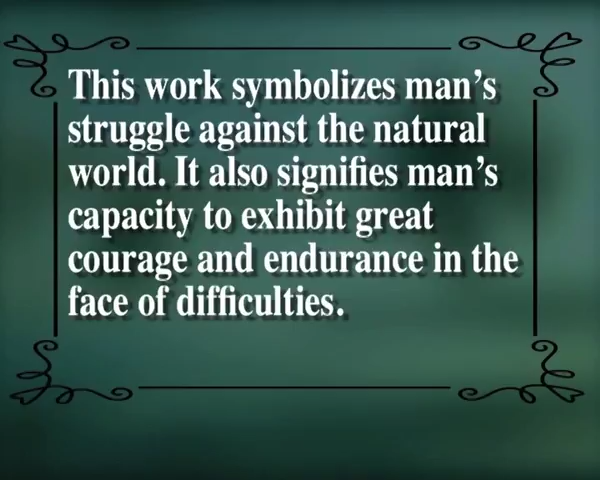 This work symbolizes man's
struggle against the natural
world. It also signifies man's
capacity to exhibit great
courage and endurance in the
face of difficulties.